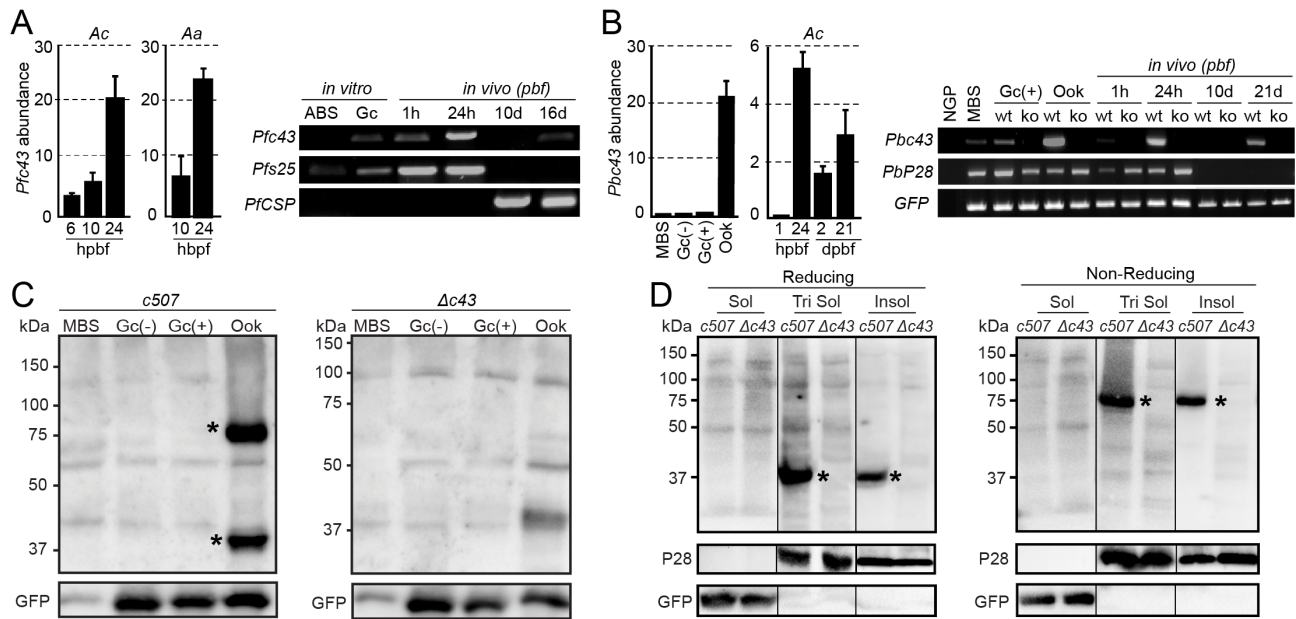 A
Ac
Aa
Pfc43 abundance
30
20
10
0
30
20
10
0
6 10 24
hpbf
10 24
hbpf
in vitro
in vivo (pbf)
ABS Gc 1h 24h 10d 16d
Pfc43
Pfs25
PfCSP
B
Ac
Pbc43 abundance
30
20
10
0
6
4
2
0
MBS
Gc(-)
Gc(+)
Ook
1 24 2 21
hpbf dpbf
in vivo (pbf)
NGP
MBS
Gc(+) Ook 1h 24h 10d 21d
wt ko wt ko wt ko wt ko wt ko wt ko
Pbc43
PbP28
GFP
C
c507
kDa MBS Gc(-) Gc(+) Ook
150
100
75
*
50
*
37
GFP
Δc43
kDa MBS Gc(-) Gc(+) Ook
150
100
75
50
37
GFP
D
Reducing
Sol Tri Sol Insol
kDa c507 Δc43 c507 Δc43 c507 Δc43
150
100
75
50
37 * *
P28
GFP
Non-Reducing
Sol Tri Sol Insol
kDa c507 Δc43 c507 Δc43 c507 Δc43
150
100
75 * *
50
37
P28
GFP